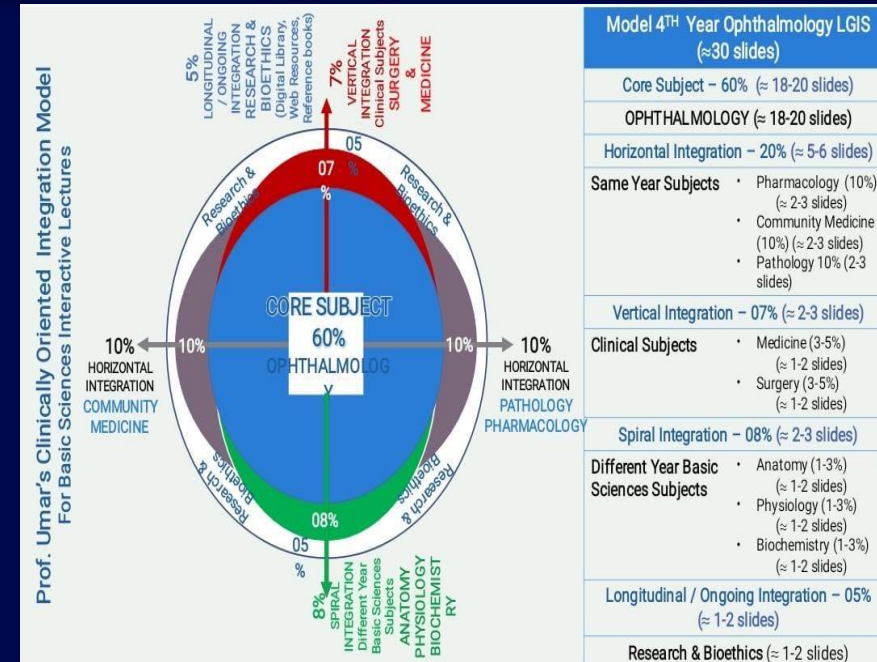 Prof. Umar's Clinically Oriented Integration Model
For Basic Sciences Interactive Lectures
5%
LONGITUDINAL
/ ONGOING
INTEGRATION
RESEARCH &
BIOETHICS
(Digital Library,
Web Resources,
Reference books)
7%
VERTICAL
INTEGRATION
Clinical Subjects
SURGERY
&
MEDICINE
05
%
07
%
Research &
Bioethics
Research &
Bioethics
CORE SUBJECT
60%
OPHTHALMOLOG
Y
10%
10%
10%
HORIZONTAL
INTEGRATION
COMMUNITY
MEDICINE
10%
HORIZONTAL
INTEGRATION
PATHOLOGY
PHARMACOLOGY
Research &
Bioethics
Research &
Bioethics
08%
05
%
8%
SPIRAL
INTEGRATION
Different Year
Basic Sciences
Subjects
ANATOMY
PHYSIOLOGY
BIOCHEMIST
RY
Model 4TH Year Ophthalmology LGIS
(≈30 slides)
Core Subject – 60% (≈ 18-20 slides)
OPHTHALMOLOGY (≈ 18-20 slides)
Horizontal Integration – 20% (≈ 5-6 slides)
Same Year Subjects
• Pharmacology (10%)
(≈ 2-3 slides)
• Community Medicine
(10%) (≈ 2-3 slides)
• Pathology 10% (2-3
slides)
Vertical Integration – 07% (≈ 2-3 slides)
Clinical Subjects
• Medicine (3-5%)
(≈ 1-2 slides)
• Surgery (3-5%)
(≈ 1-2 slides)
Spiral Integration – 08% (≈ 2-3 slides)
Different Year Basic
Sciences Subjects
• Anatomy (1-3%)
(≈ 1-2 slides)
• Physiology (1-3%)
(≈ 1-2 slides)
• Biochemistry (1-3%)
(≈ 1-2 slides)
Longitudinal / Ongoing Integration – 05%
(≈ 1-2 slides)
Research & Bioethics (≈ 1-2 slides)